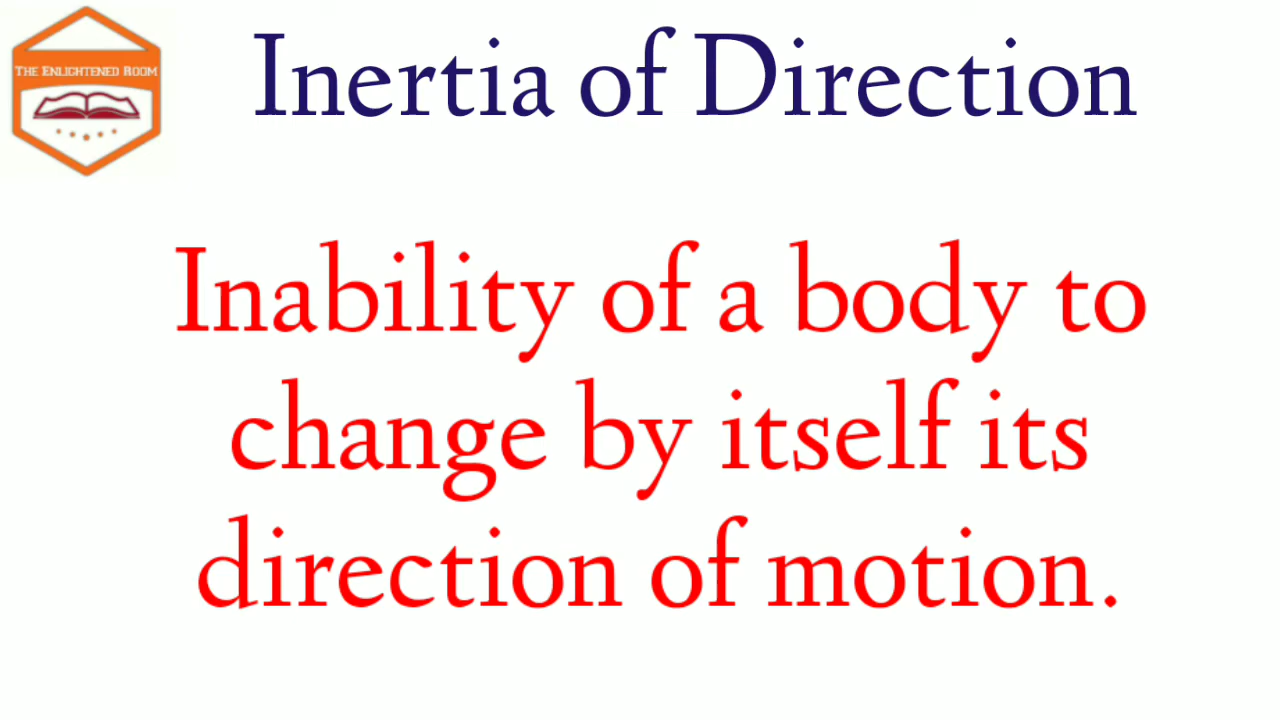 THE ENLIGHTENED ROOM
Inertia of Direction
Inability of a body to
change by itself its
direction of motion.